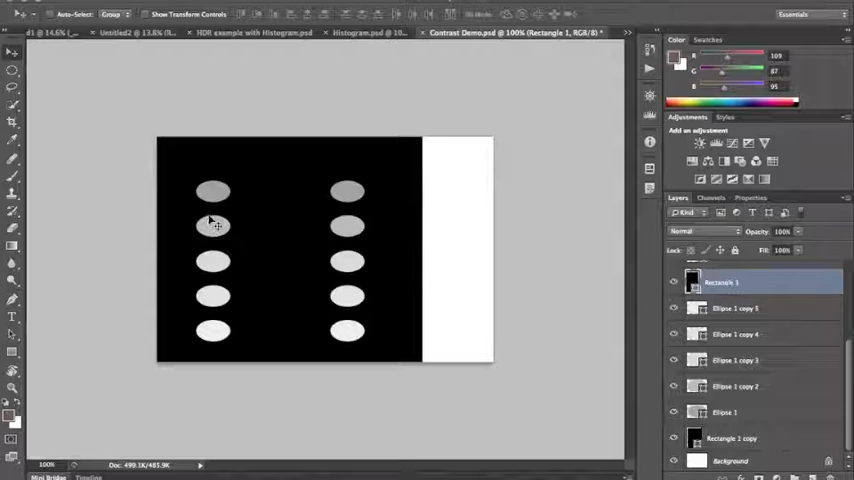 Auto-Select: Group Show Transform Controls Essentials
Untitled2 @ 13.8% HDR example with Histogram.psd Histogram.psd @ 10... × Contrast Demo.psd @ 100% (Rectangle 1, RGB/8) *
Color Swatches
R 109
G 87
B 95
Adjustments Styles
Add an adjustment
Layers Channels Properties
Kind
Normal Opacity: 100%
Lock: Fill: 100%
Rectangle 1
Ellipse 1 copy 5
Ellipse 1 copy 4
Ellipse 1 copy 3
Ellipse 1 copy 2
Ellipse 1
Rectangle 1 copy
Background
100% Doc: 499.1K/485.9K
Mini Bridge Timeline